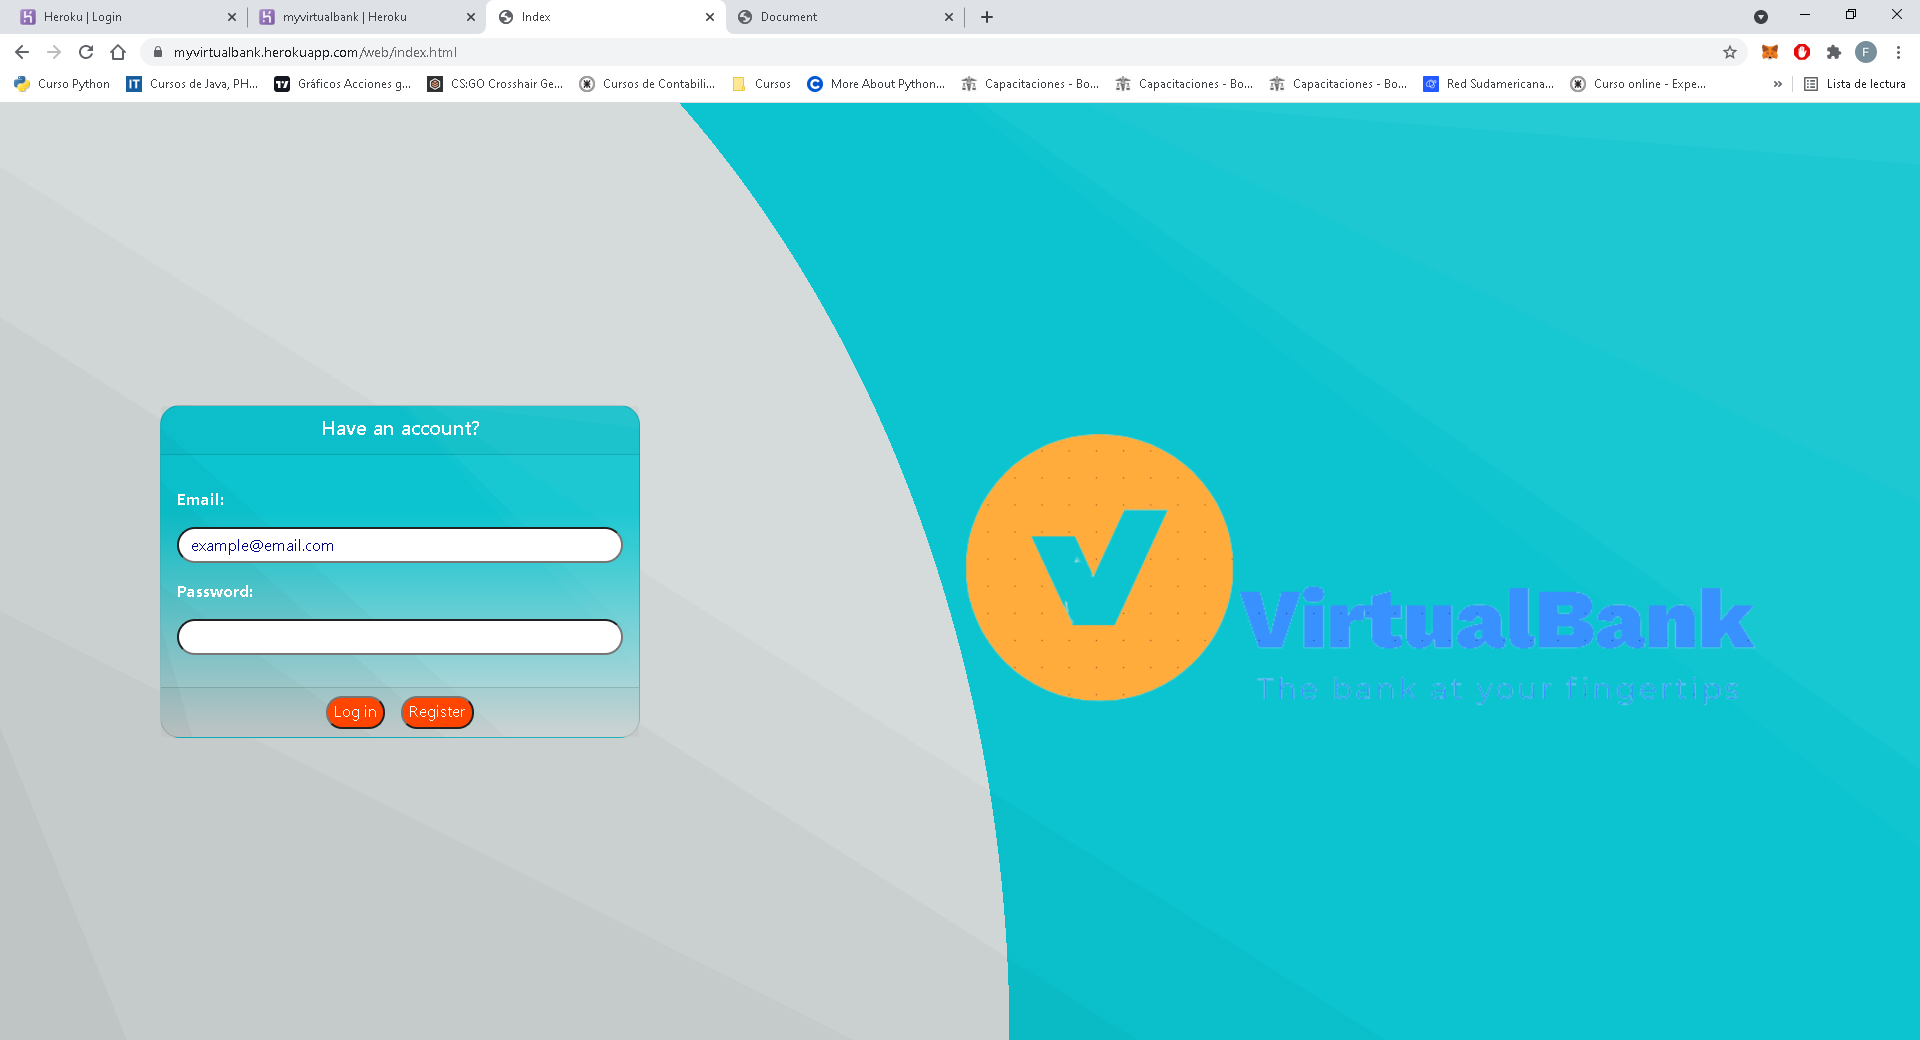 Heroku | Login
myvirtualbank | Heroku
Index
Document
myvirtualbank.herokuapp.com/web/index.html
F
Curso Python
IT
Cursos de Java, PH...
Gráficos Acciones g...
CS:GO Crosshair Ge...
Cursos de Contabili...
Cursos
More About Python...
Capacitaciones - Bo...
Capacitaciones - Bo...
Capacitaciones - Bo...
Red Sudamericana...
Curso online - Expe...
»
Lista de lectura
Have an account?
Email:
example@email.com
Password:
Log in
Register
V
VirtualBank
The bank at your fingertips